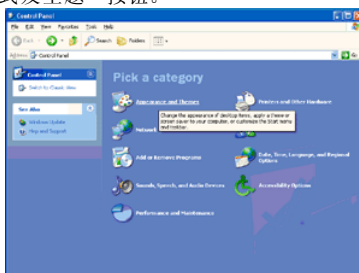 按钮。
Control Panel
File Edit View Favorites Tools Help
Back Search Folders
Address Control Panel Go
Control Panel
Switch to Classic View
See Also
Windows Update
Help and Support
Pick a category
Appearance and Themes
Printers and Other Hardware
Change the appearance of desktop items, apply a theme or
screen saver to your computer, or customize the Start menu
and taskbar.
Network
Add or Remove Programs
Date, Time, Language, and Regional
Options
Sounds, Speech, and Audio Devices
Accessibility Options
Performance and Maintenance